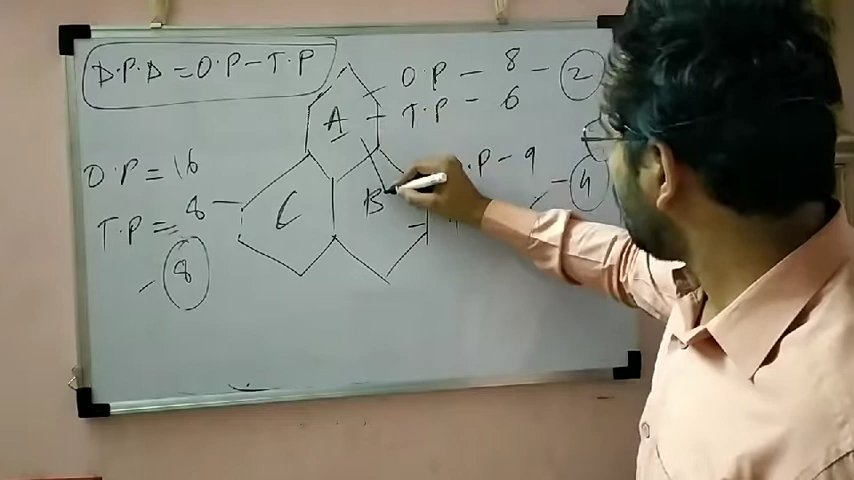 D.P.D = O.P - T.P
O.P - 8 - 2
T.P - 6
A
O.P = 16
.P - 9
T.P = 8
C
B
- 4
- 8